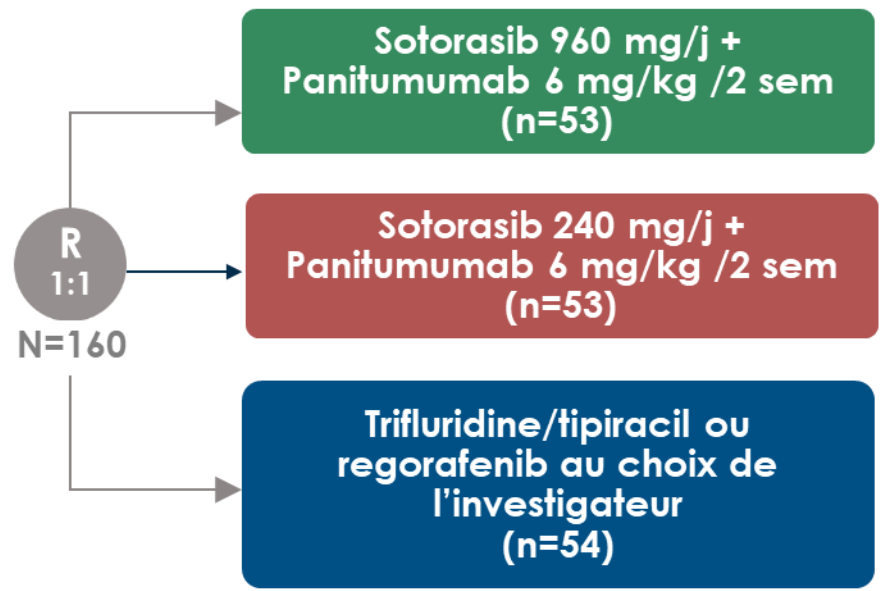 Sotorasib 960 mg/j +
Panitumumab 6 mg/kg /2 sem
(n=53)
R
1:1
N=160
Sotorasib 240 mg/j +
Panitumumab 6 mg/kg /2 sem
(n=53)
Trifluridine/tipiracil ou
regorafenib au choix de
l'investigateur
(n=54)